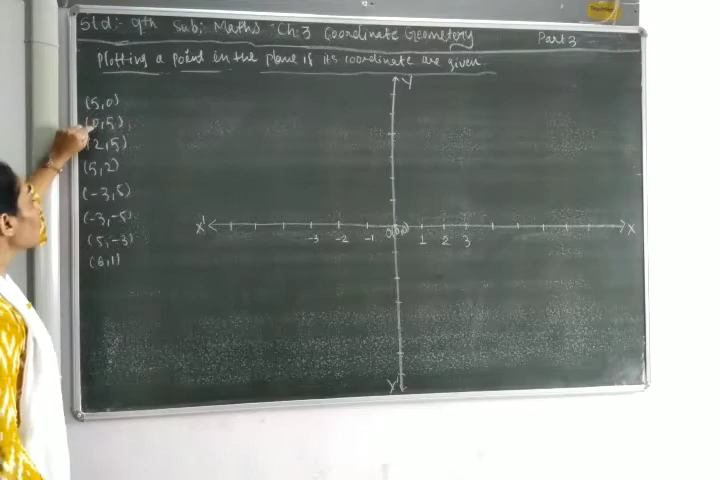 Std:- 9th Sub: Maths Ch-3 Coordinate Geometery Part 3
Plotting a point in the plane if its coordinate are given.
(5,0)
(0,5)
(2,5)
(5,2)
(-3,5)
(-3,-5)
(5,-3)
(6,1)
Y
X' -3 -2 -1 0(0,0) 1 2 3 X
Y'